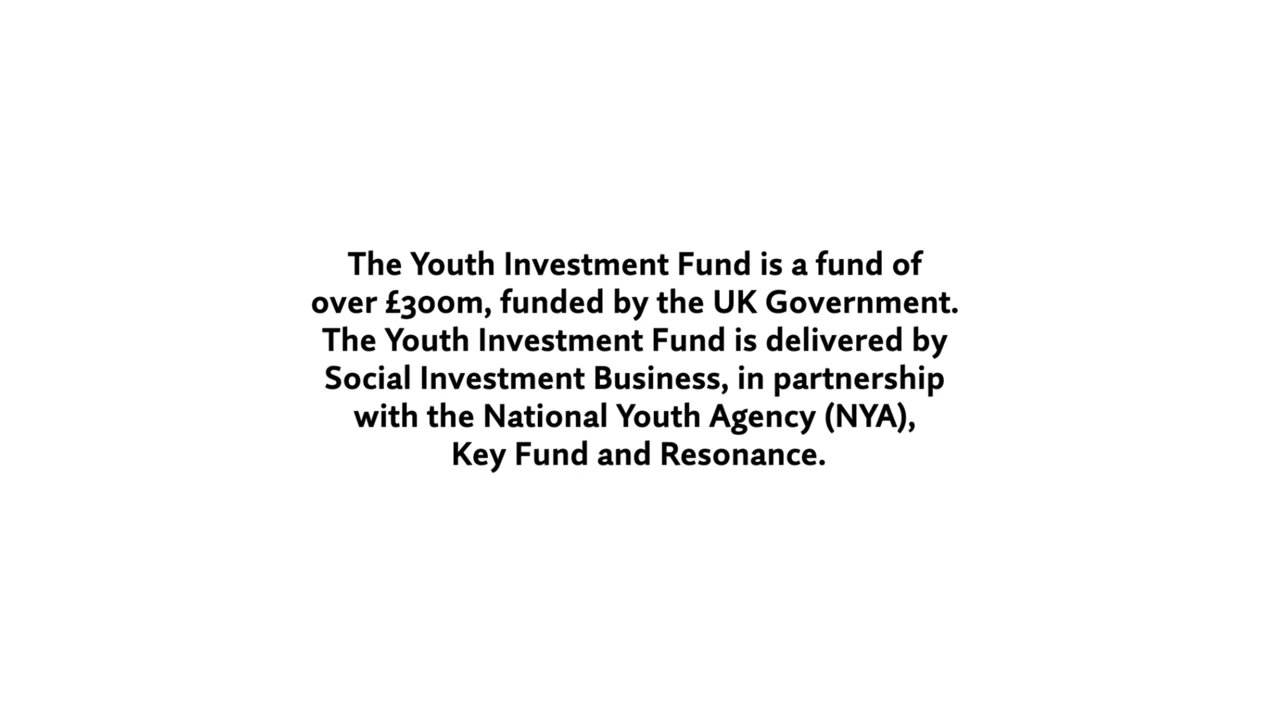 The Youth Investment Fund is a fund of
over £300m, funded by the UK Government.
The Youth Investment Fund is delivered by
Social Investment Business, in partnership
with the National Youth Agency (NYA),
Key Fund and Resonance.